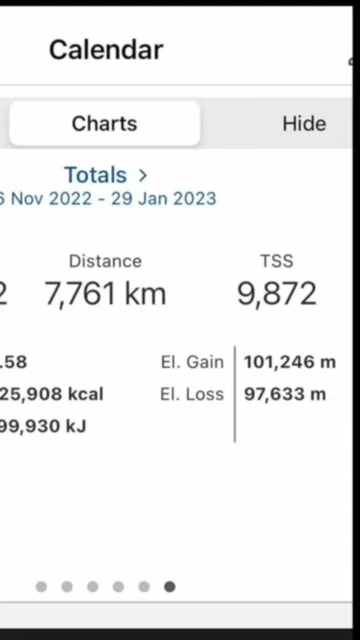 Calendar
Charts
Hide
Totals >
6 Nov 2022 - 29 Jan 2023
Distance
TSS
2
7,761 km
9,872
.58
El. Gain
101,246 m
25,908 kcal
El. Loss
97,633 m
99,930 kJ